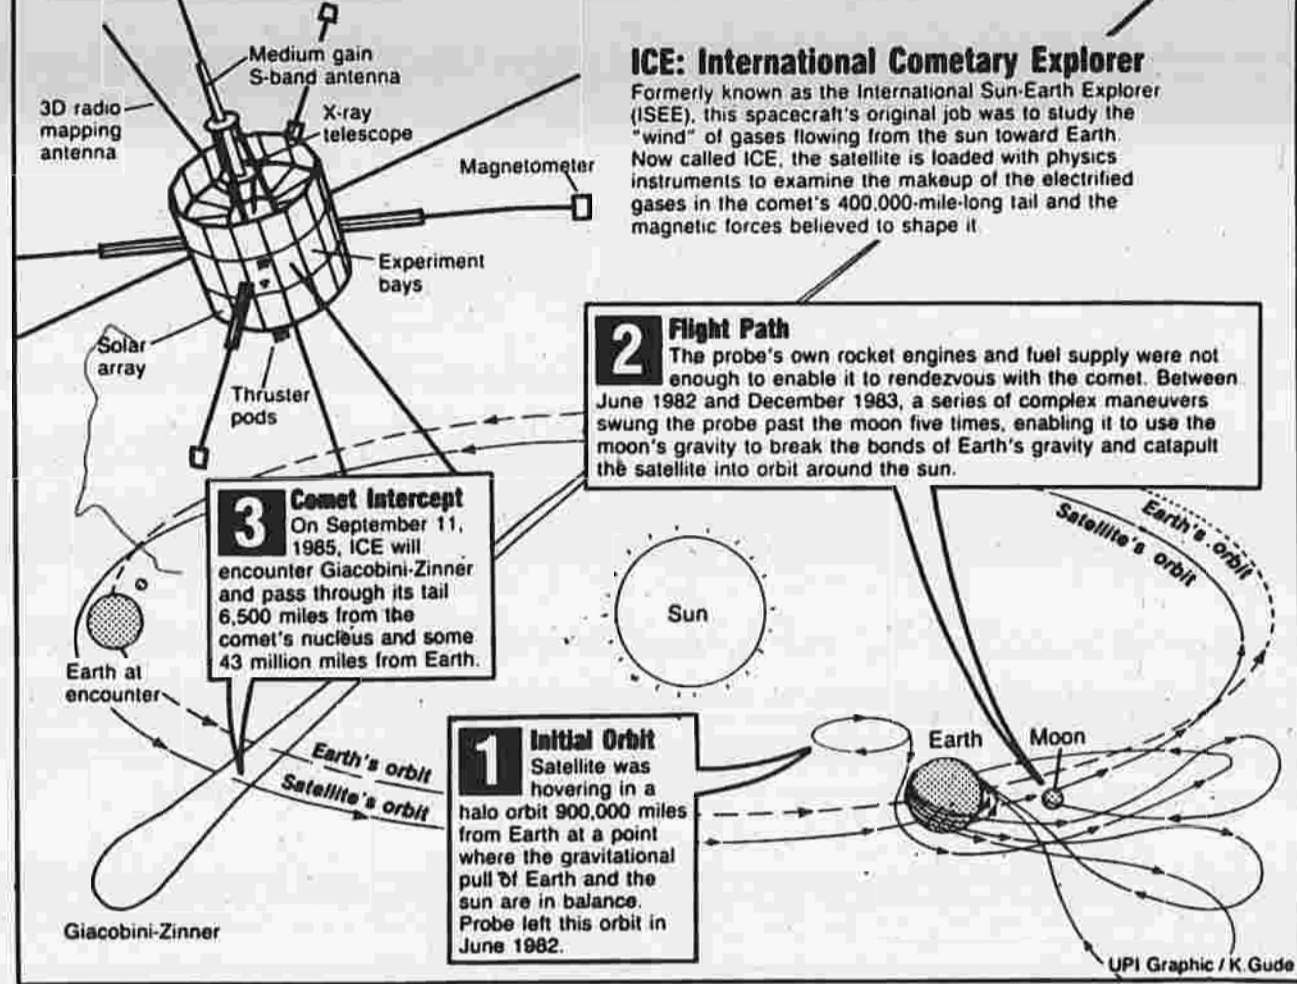 ICE: International Cometary Explorer
Formerly known as the International Sun-Earth Explorer
(ISEE), this spacecraft's original job was to study the
"wind" of gases flowing from the sun toward Earth.
Now called ICE, the satellite is loaded with physics
instruments to examine the makeup of the electrified
gases in the comet's 400,000-mile-long tail and the
magnetic forces believed to shape it
Medium gain
S-band antenna
3D radio
mapping
antenna
X-ray
telescope
Magnetometer
Experiment
bays
Solar
array
Thruster
pods
2 Flight Path
The probe's own rocket engines and fuel supply were not
enough to enable it to rendezvous with the comet. Between
June 1982 and December 1983, a series of complex maneuvers
swung the probe past the moon five times, enabling it to use the
moon's gravity to break the bonds of Earth's gravity and catapult
the satellite into orbit around the sun.
3 Comet Intercept
On September 11,
1985, ICE will
encounter Giacobini-Zinner
and pass through its tail
6,500 miles from the
comet's nucleus and some
43 million miles from Earth.
Earth's orbit
Satellite's orbit
Sun
Earth at
encounter
Earth's orbit
Satellite's orbit
1 Initial Orbit
Satellite was
hovering in a
halo orbit 900,000 miles
from Earth at a point
where the gravitational
pull of Earth and the
sun are in balance.
Probe left this orbit in
June 1982.
Earth
Moon
Giacobini-Zinner
UPI Graphic / K.Gude